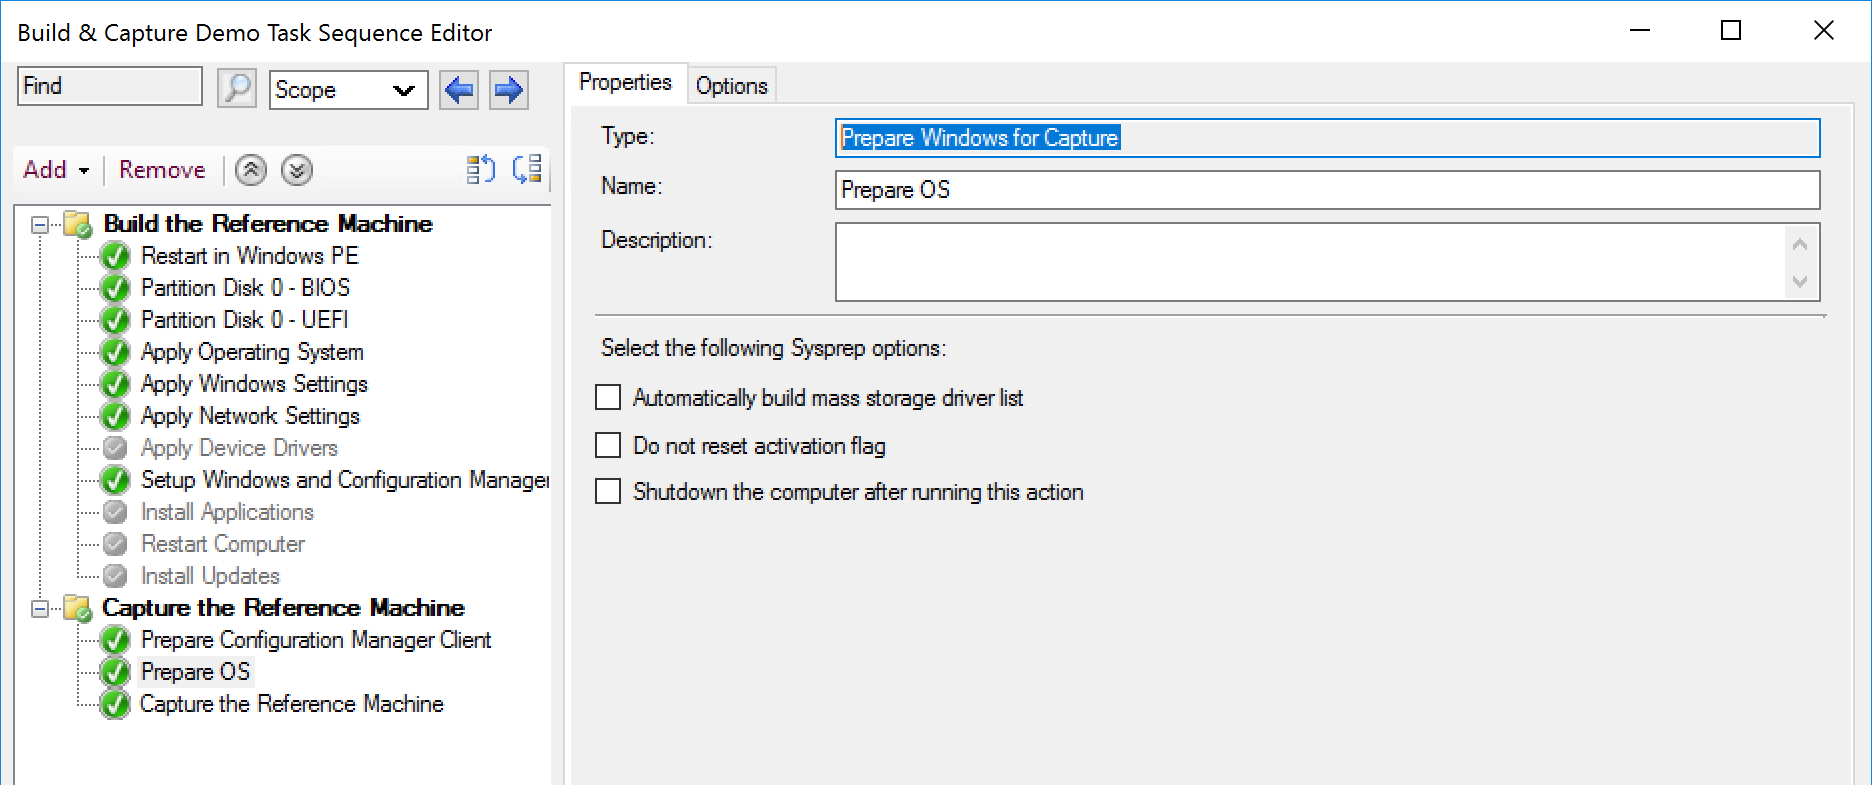 Build & Capture Demo Task Sequence Editor
Find
Scope
Add
Remove
Build the Reference Machine
Restart in Windows PE
Partition Disk 0 - BIOS
Partition Disk 0 - UEFI
Apply Operating System
Apply Windows Settings
Apply Network Settings
Apply Device Drivers
Setup Windows and Configuration Manager
Install Applications
Restart Computer
Install Updates
Capture the Reference Machine
Prepare Configuration Manager Client
Prepare OS
Capture the Reference Machine
Properties
Options
Type:
Prepare Windows for Capture
Name:
Prepare OS
Description:
Select the following Sysprep options:
Automatically build mass storage driver list
Do not reset activation flag
Shutdown the computer after running this action